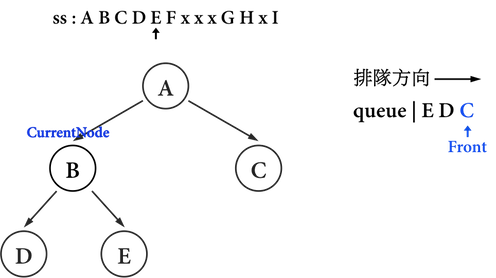 ss : A B C D E F x x x G H x I
A
排隊方向
queue | E D C
CurrentNode
Front
B
C
D
E